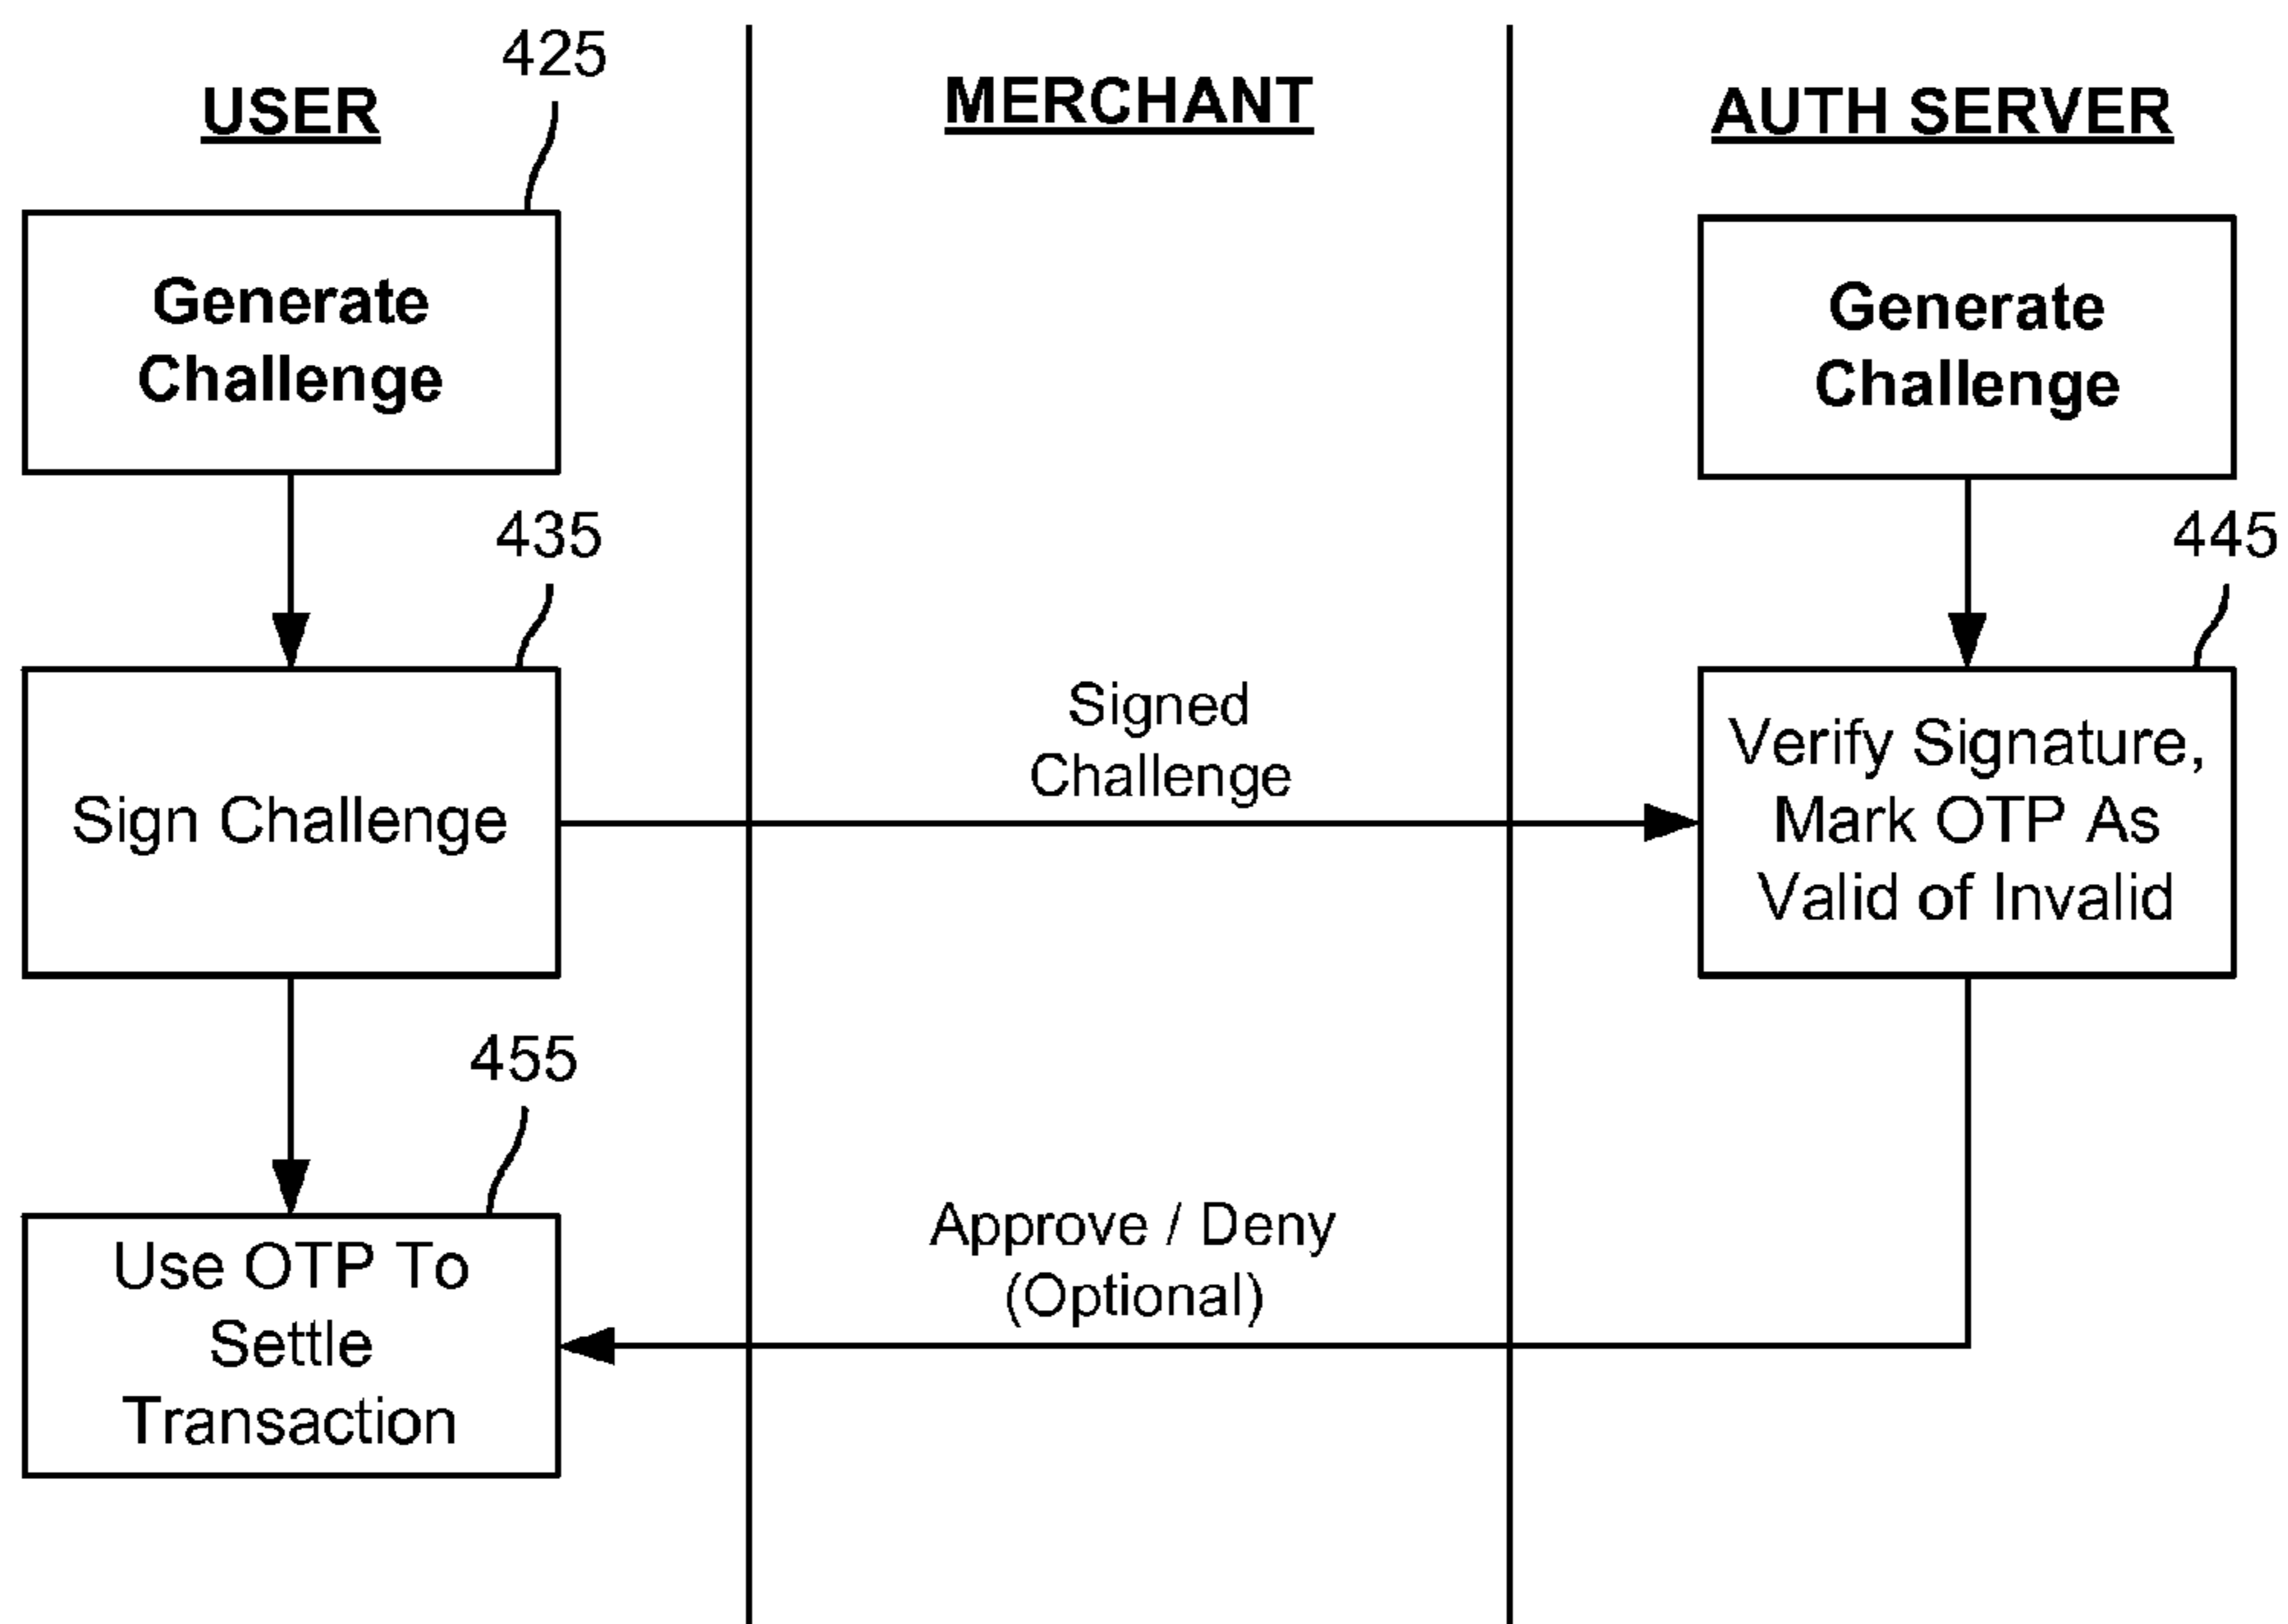 425
USER
MERCHANT
AUTH SERVER
Generate
Challenge
Generate
Challenge
435
445
Sign Challenge
Signed
Challenge
Verify Signature,
Mark OTP As
Valid of Invalid
455
Use OTP To
Settle
Transaction
Approve / Deny
(Optional)